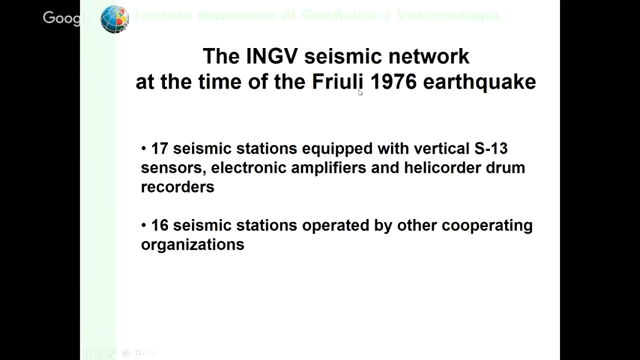 Istituto Nazionale di Geofisica e Vulcanologia
Goog
The INGV seismic network
at the time of the Friuli 1976 earthquake
• 17 seismic stations equipped with vertical S-13
sensors, electronic amplifiers and helicorder drum
recorders
• 16 seismic stations operated by other cooperating
organizations